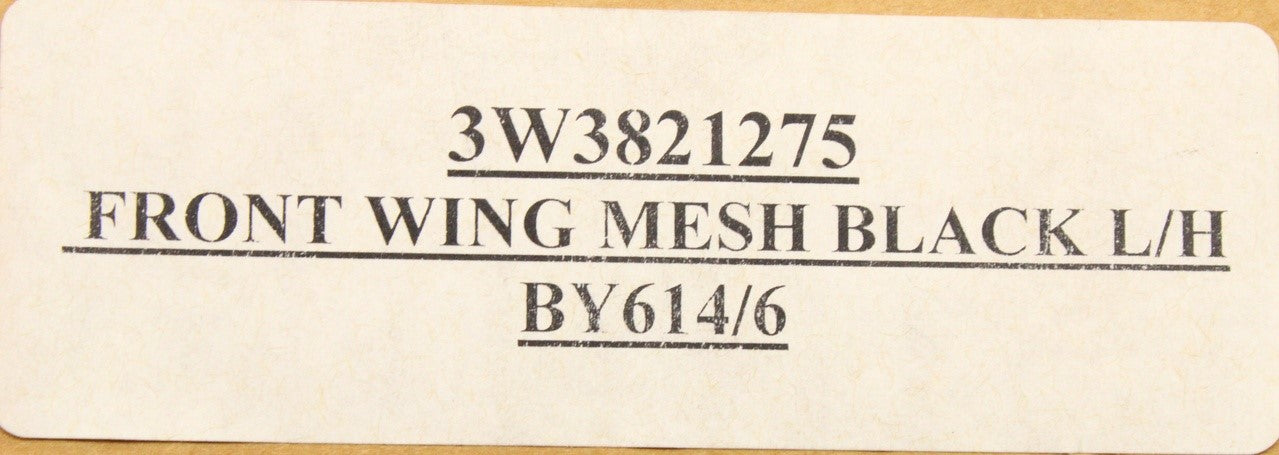 3W3821275
FRONT WING MESH BLACK L/H
BY614/6